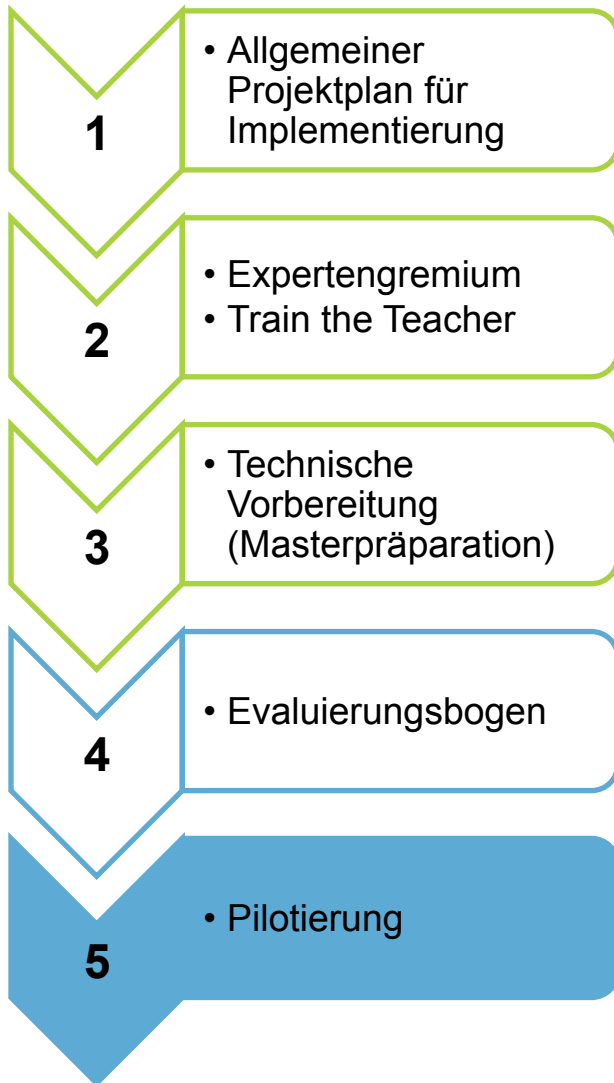 1
• Allgemeiner
Projektplan für
Implementierung
2
• Expertengremium
• Train the Teacher
3
• Technische
Vorbereitung
(Masterpräparation)
4
• Evaluierungsbogen
5
• Pilotierung